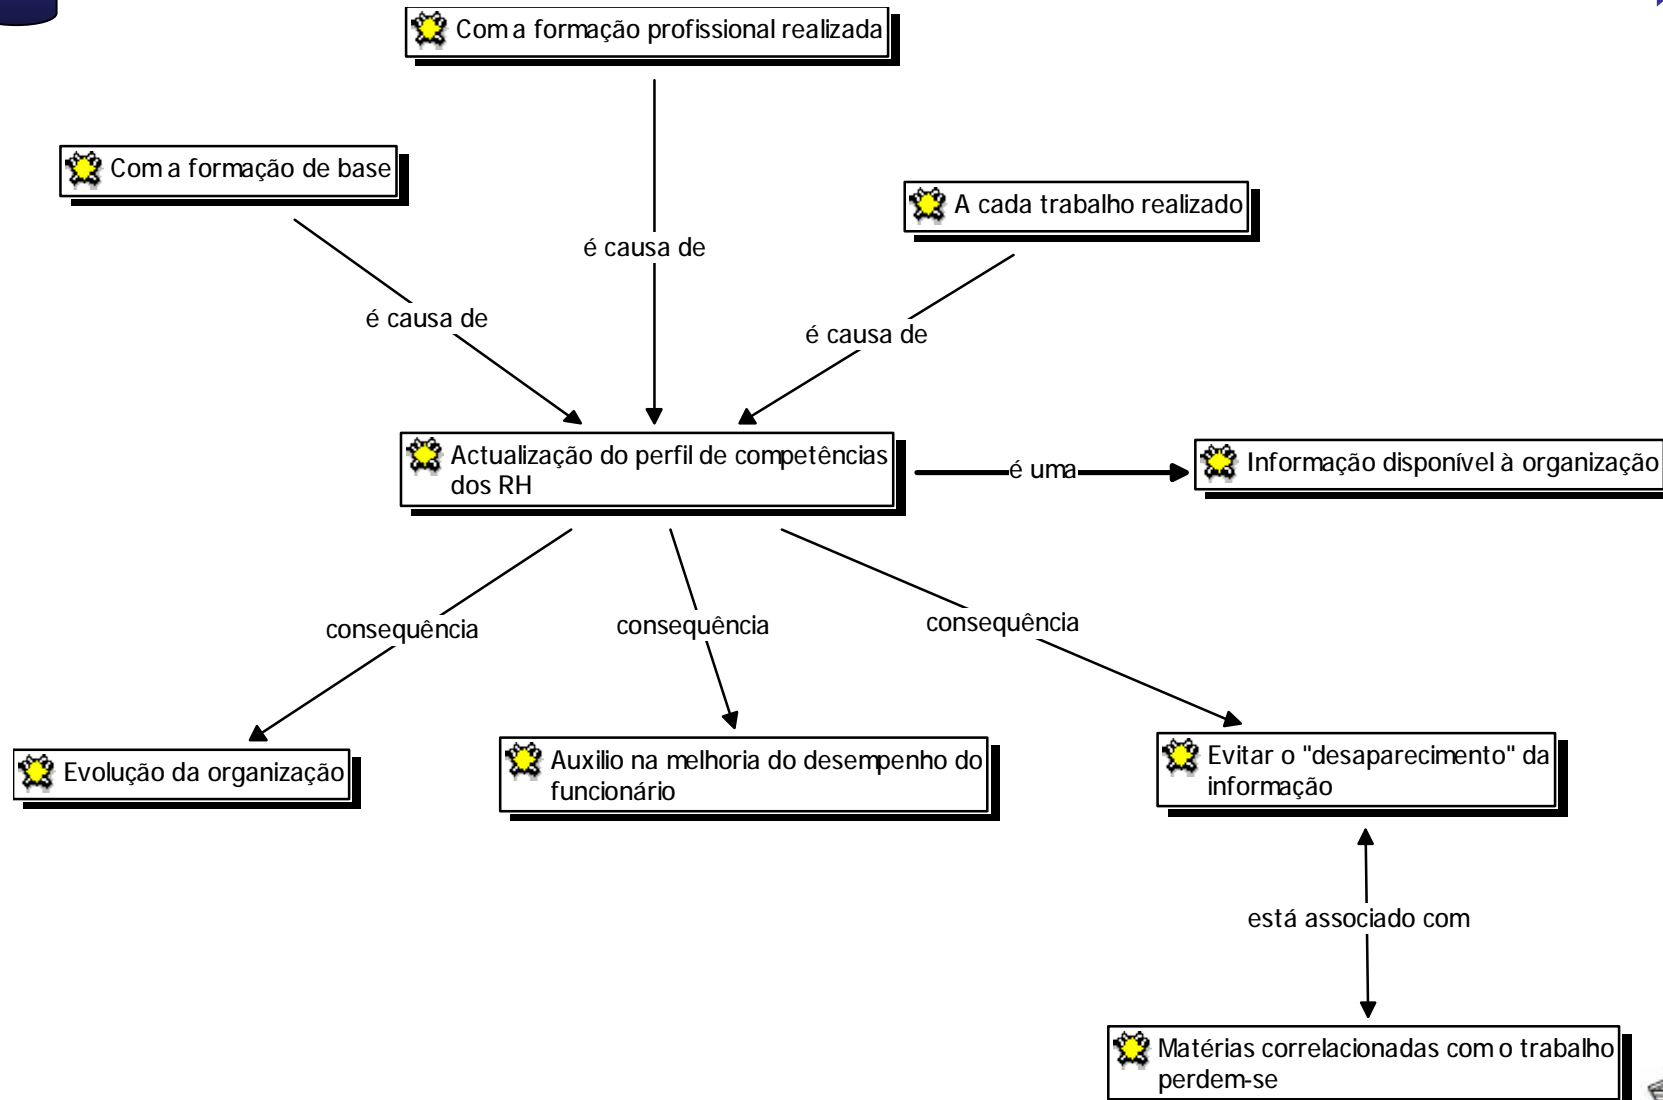 Com a formação profissional realizada
Com a formação de base
A cada trabalho realizado
é causa de
é causa de
é causa de
Actualização do perfil de competências
dos RH
é uma
Informação disponível à organização
consequência
consequência
consequência
Evolução da organização
Auxilio na melhoria do desempenho do
funcionário
Evitar o "desaparecimento" da
informação
está associado com
Matérias correlacionadas com o trabalho
perdem-se